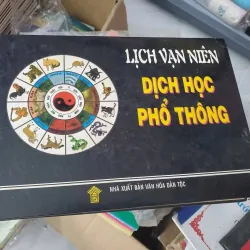 LỊCH VẠN NIÊN
DỊCH HỌC
PHỔ THÔNG
NHÀ XUẤT BẢN VĂN HÓA DÂN TỘC